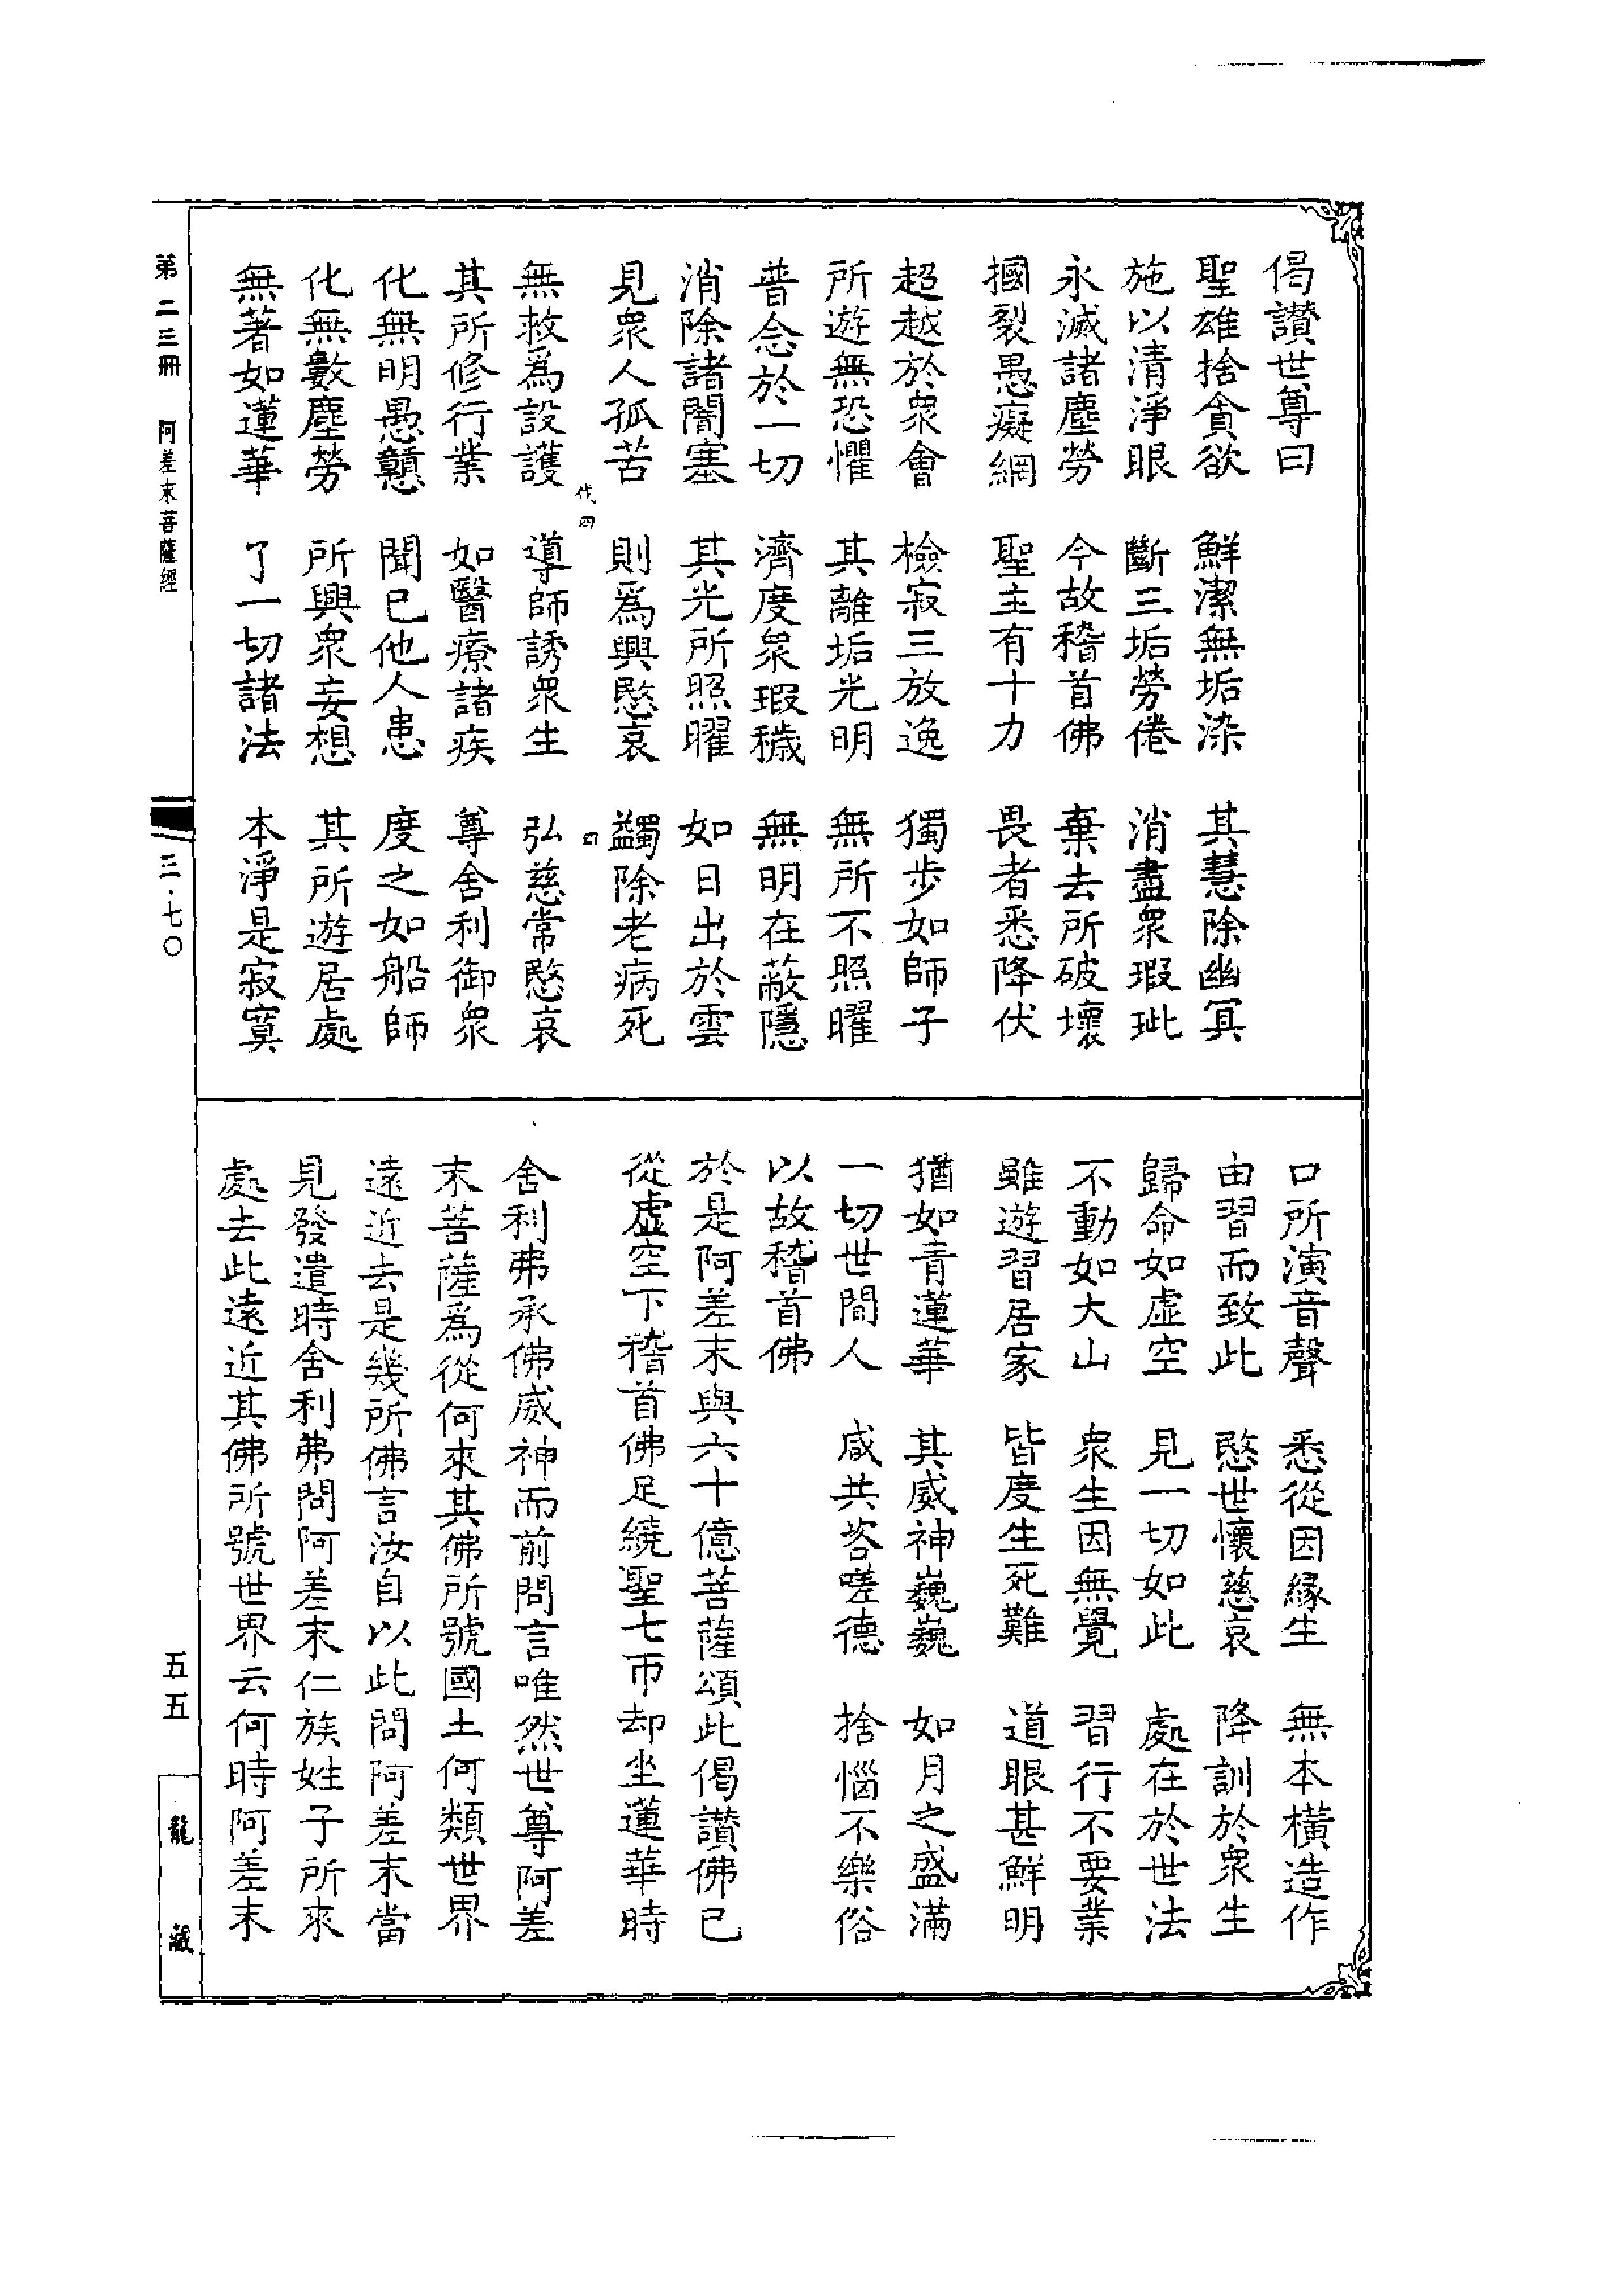 偈讃世尊曰
聖雄捨貪欲　鮮潔無垢染　其慧除幽冥
施以清淨眼　斷三垢勞倦　消盡衆瑕玼
永滅諸塵勞　今故稽首佛　棄去所破壞
摑裂愚癡網　聖主有十力　畏者悉降伏
超越於衆會　檢寂三放逸　獨步如師子
所遊無恐懼　其離垢光明　無所不照曜
普念於一切　濟度衆瑕穢　無明在蔽隱
消除諸闇塞　其光所照曜　如日出於雲
見衆人孤苦　則爲興愍哀　蠲除老病死
伐四　四
無救爲設護　導師誘衆生　弘慈常愍哀
其所修行業　如醫療諸疾　尊舍利御衆
化無明愚戇　聞已他人患　度之如船師
化無數塵勞　所興衆妄想　其所遊居處
無著如蓮華　了一切諸法　本淨是寂寞
口所演音聲　悉從因緣生　無本橫造作
由習而致此　愍世懷慈哀　降訓於衆生
歸命如虛空　見一切如此　處在於世法
不動如大山　衆生因無覺　習行不要業
雖遊習居家　皆度生死難　道眼甚鮮明
猶如青蓮華　其威神巍巍　如月之盛滿
一切世間人　咸共咨嗟德　捨惱不樂俗
以故稽首佛
於是阿差末與六十億菩薩頌此偈讃佛已
從虛空下稽首佛足繞聖七帀却坐蓮華時
舍利弗承佛威神而前問言唯然世尊阿差
末菩薩爲從何來其佛所號國土何類世界
遠近去是幾所佛言汝自以此問阿差末當
見發遣時舍利弗問阿差末仁族姓子所來
處去此遠近其佛所號世界云何時阿差末
第二三冊　阿差末菩薩經　三·七〇　五五　龍藏